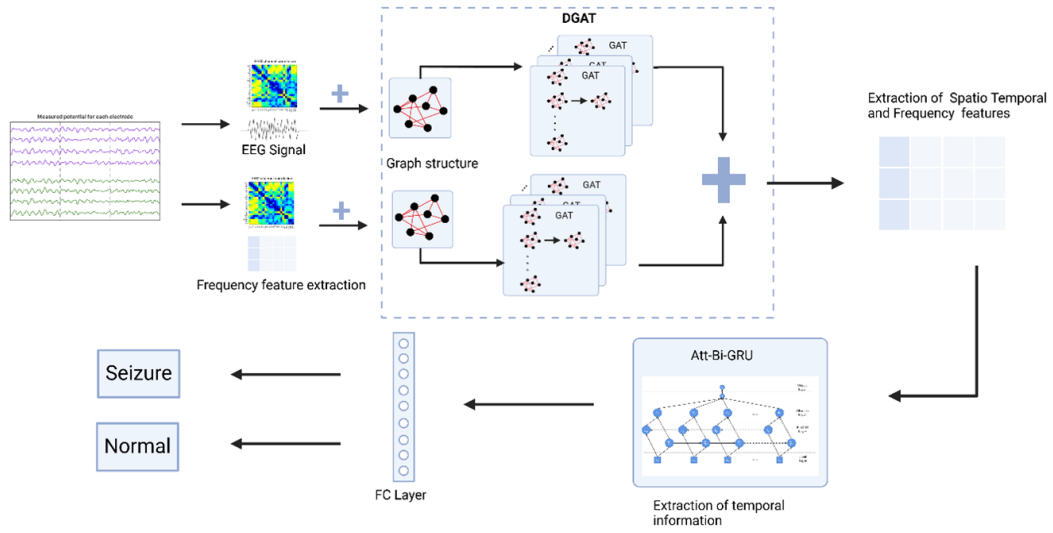 DGAT
GAT
GAT
GAT
Measured potential for each electrode
EEG Signal
Graph structure
Extraction of Spatio Temporal
and Frequency features
GAT
GAT
GAT
Frequency feature extraction
Seizure
Normal
FC Layer
Att-Bi-GRU
Extraction of temporal
information